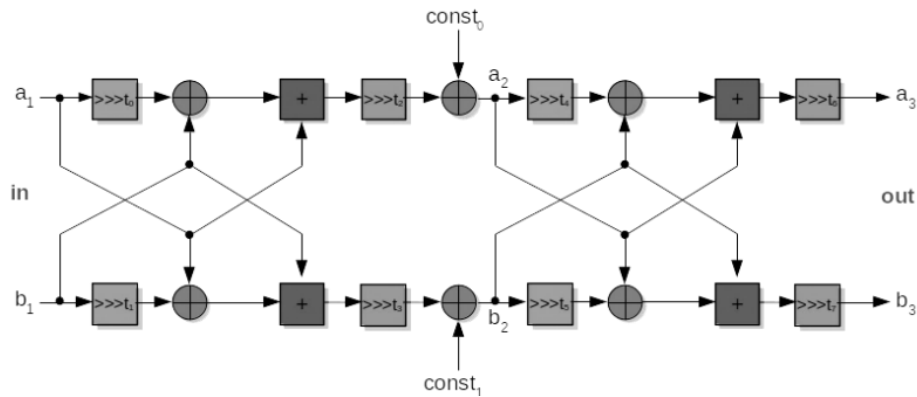 const₀
a₁ >>>t₀ + >>>t₂ a₂ >>>t₄ + >>>t₆ a₃
in out
b₁ >>>t₁ + >>>t₃ b₂ >>>t₅ + >>>t₇ b₃
const₁